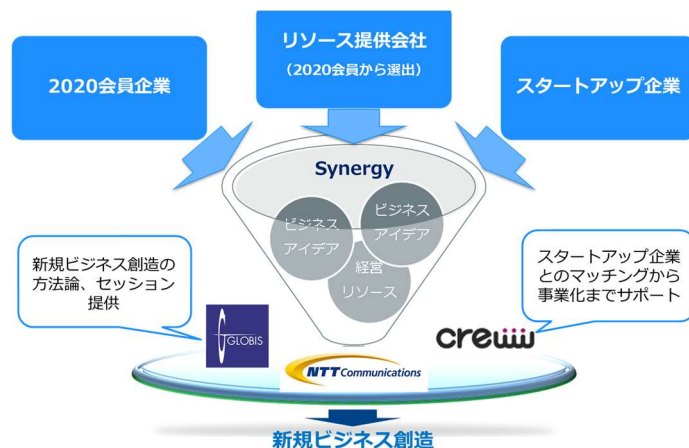 リソース提供会社
（2020会員から選出）
2020会員企業
スタートアップ企業
Synergy
ビジネス
アイデア
ビジネス
アイデア
経営
リソース
新規ビジネス創造の
方法論、セッション
提供
スタートアップ企業
とのマッチングから
事業化までサポート
GLOBIS
creww
NTT Communications
新規ビジネス創造